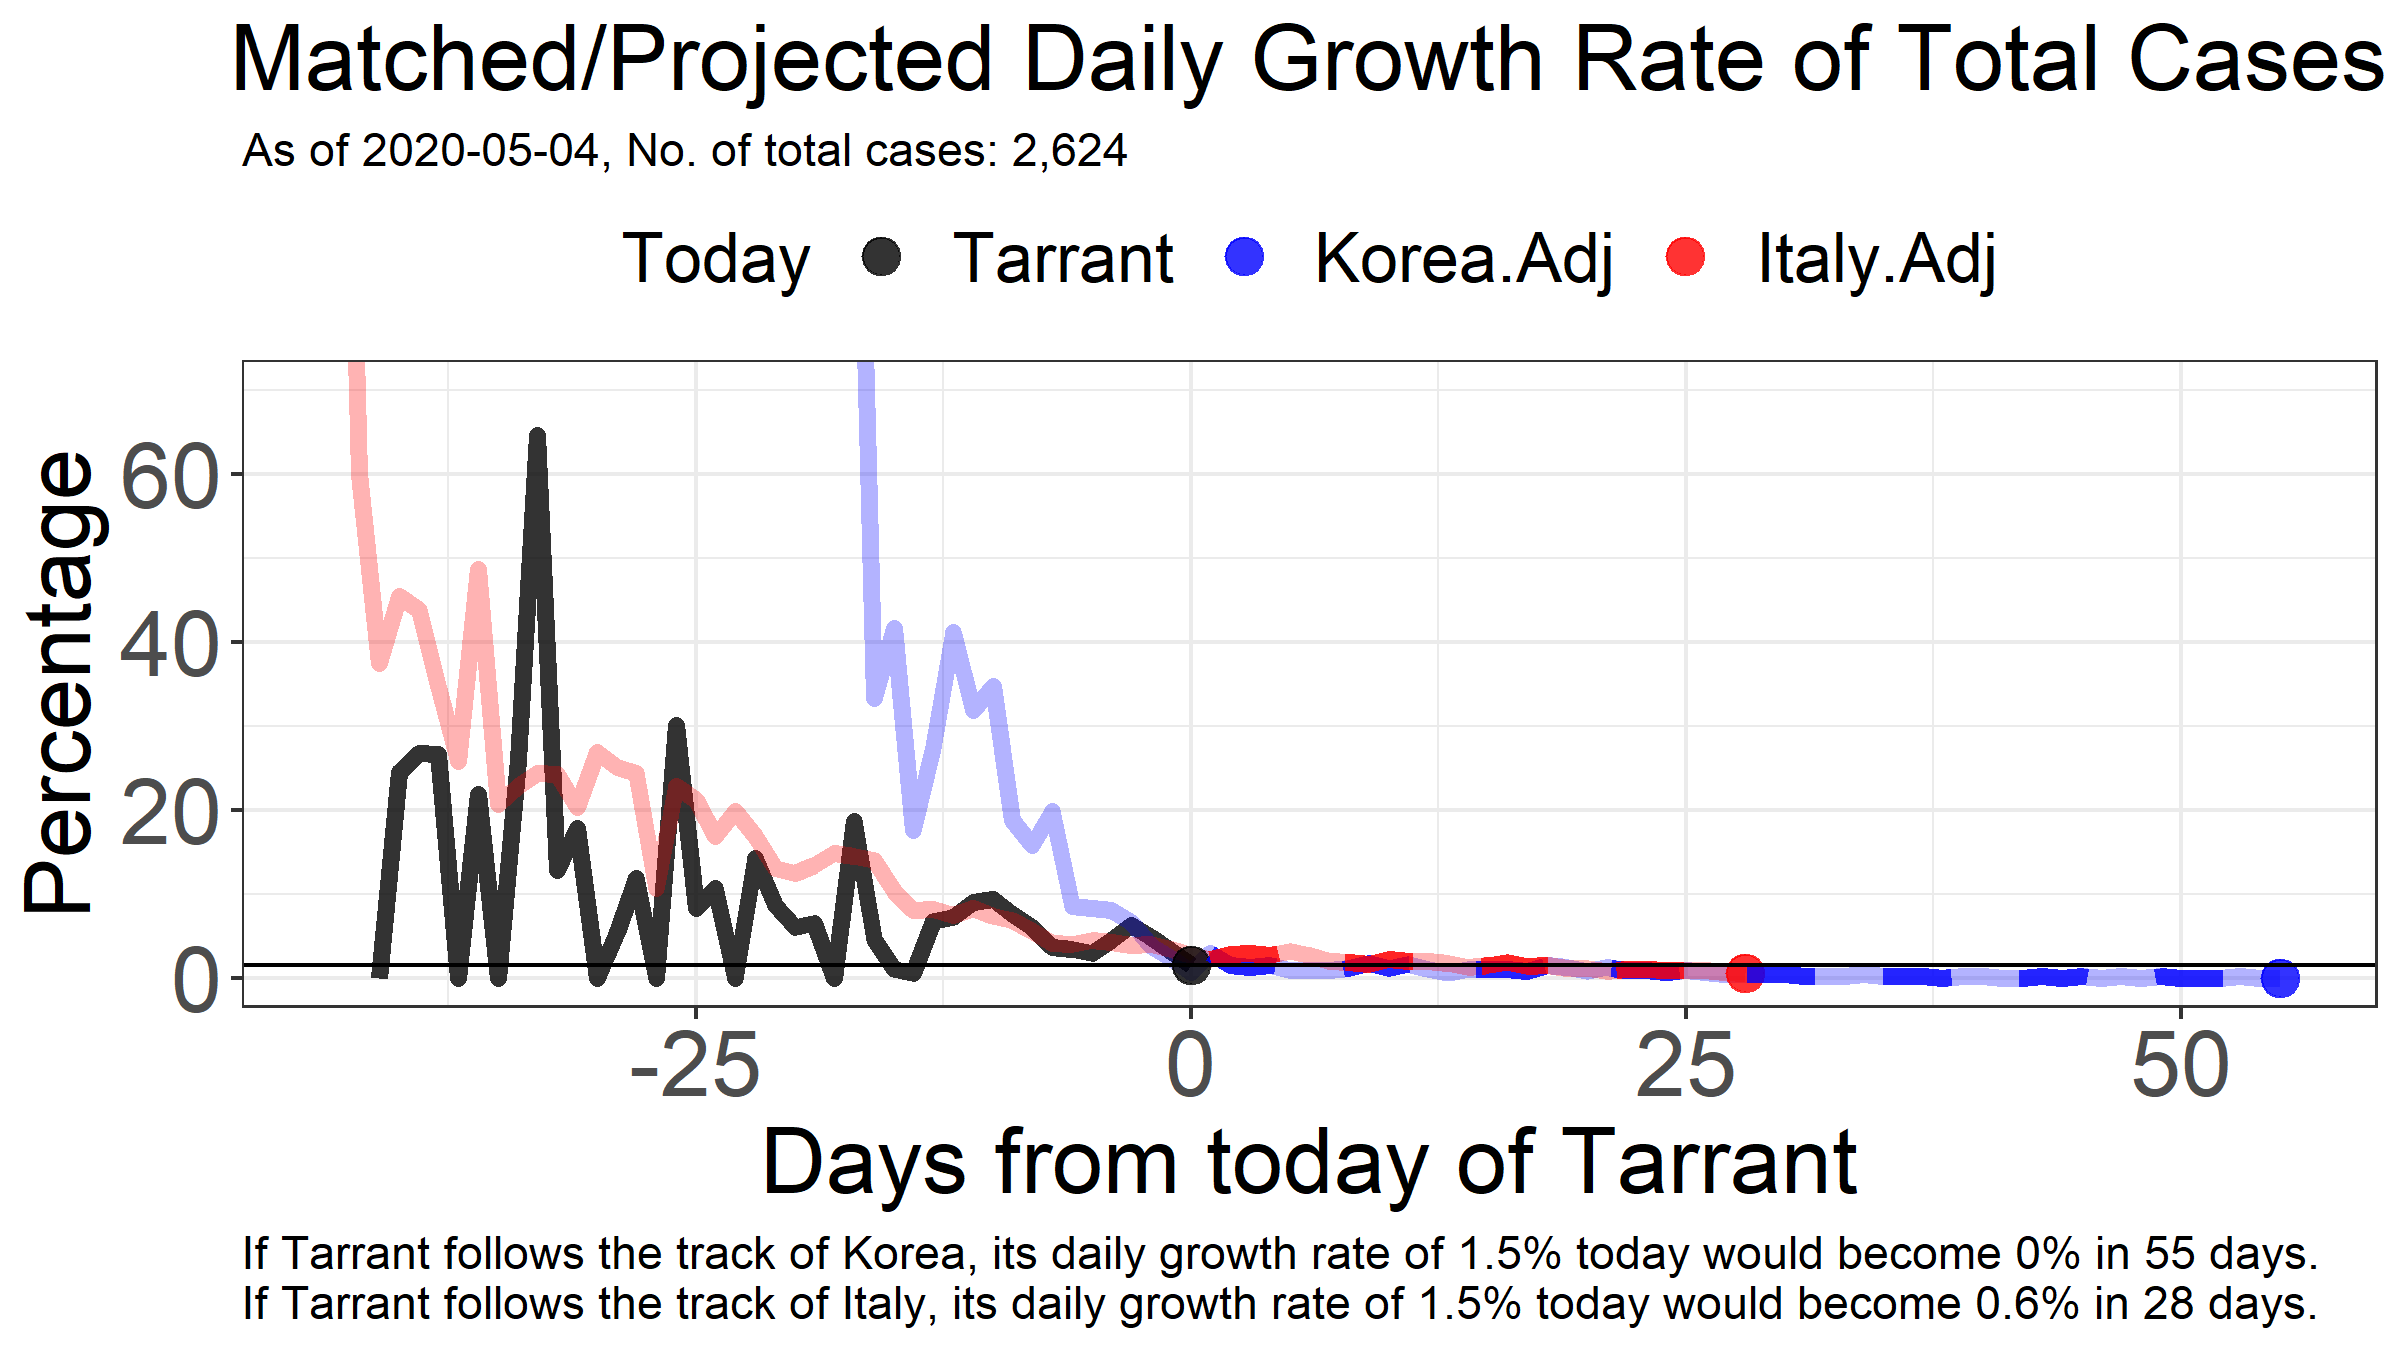 Matched/Projected Daily Growth Rate of Total Cases
As of 2020-05-04, No. of total cases: 2,624
Today Tarrant Korea.Adj Italy.Adj
Percentage
60
40
20
0
-25 0 25 50
Days from today of Tarrant
If Tarrant follows the track of Korea, its daily growth rate of 1.5% today would become 0% in 55 days.
If Tarrant follows the track of Italy, its daily growth rate of 1.5% today would become 0.6% in 28 days.